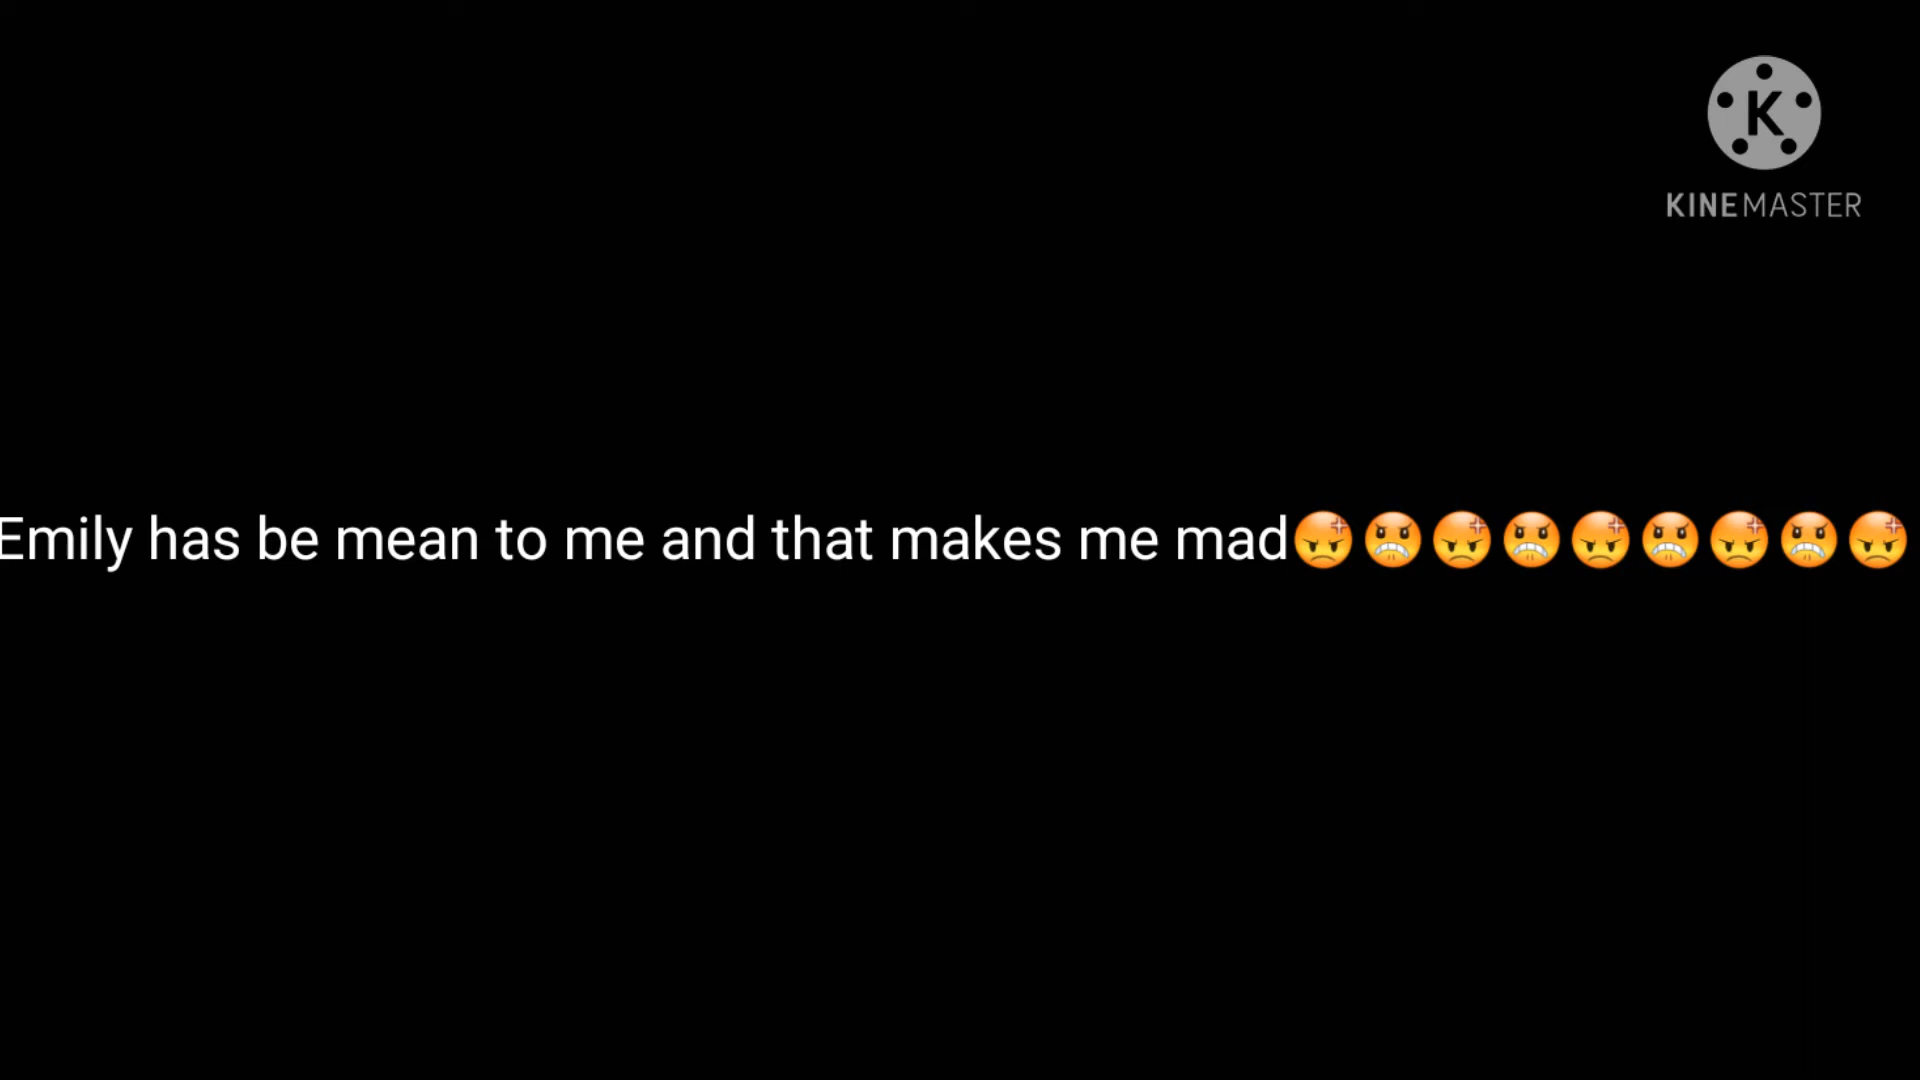 K
KINEMASTER
Emily has be mean to me and that makes me mad😡😠😡😠😡😠😡😠😡